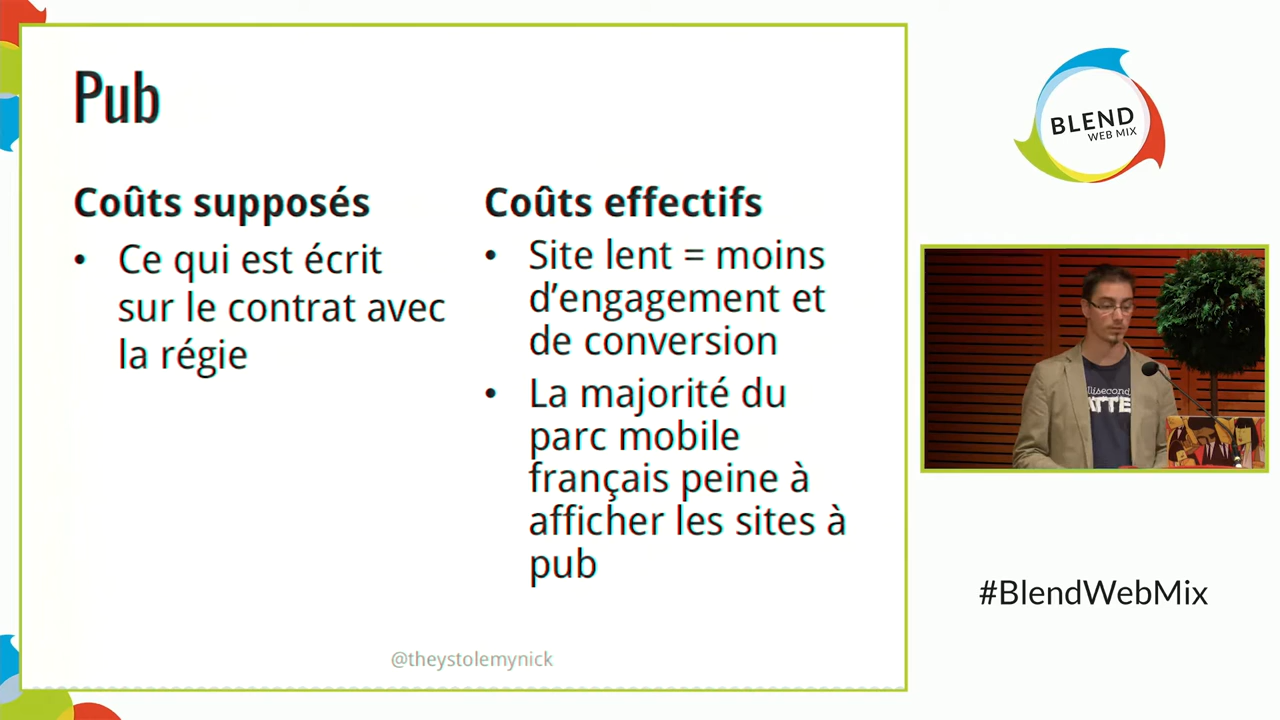 Pub
Coûts supposés
• Ce qui est écrit
sur le contrat avec
la régie
Coûts effectifs
• Site lent = moins
d’engagement et
de conversion
• La majorité du
parc mobile
français peine à
afficher les sites à
pub
@theystolemynick
BLEND
WEB MIX
#BlendWebMix